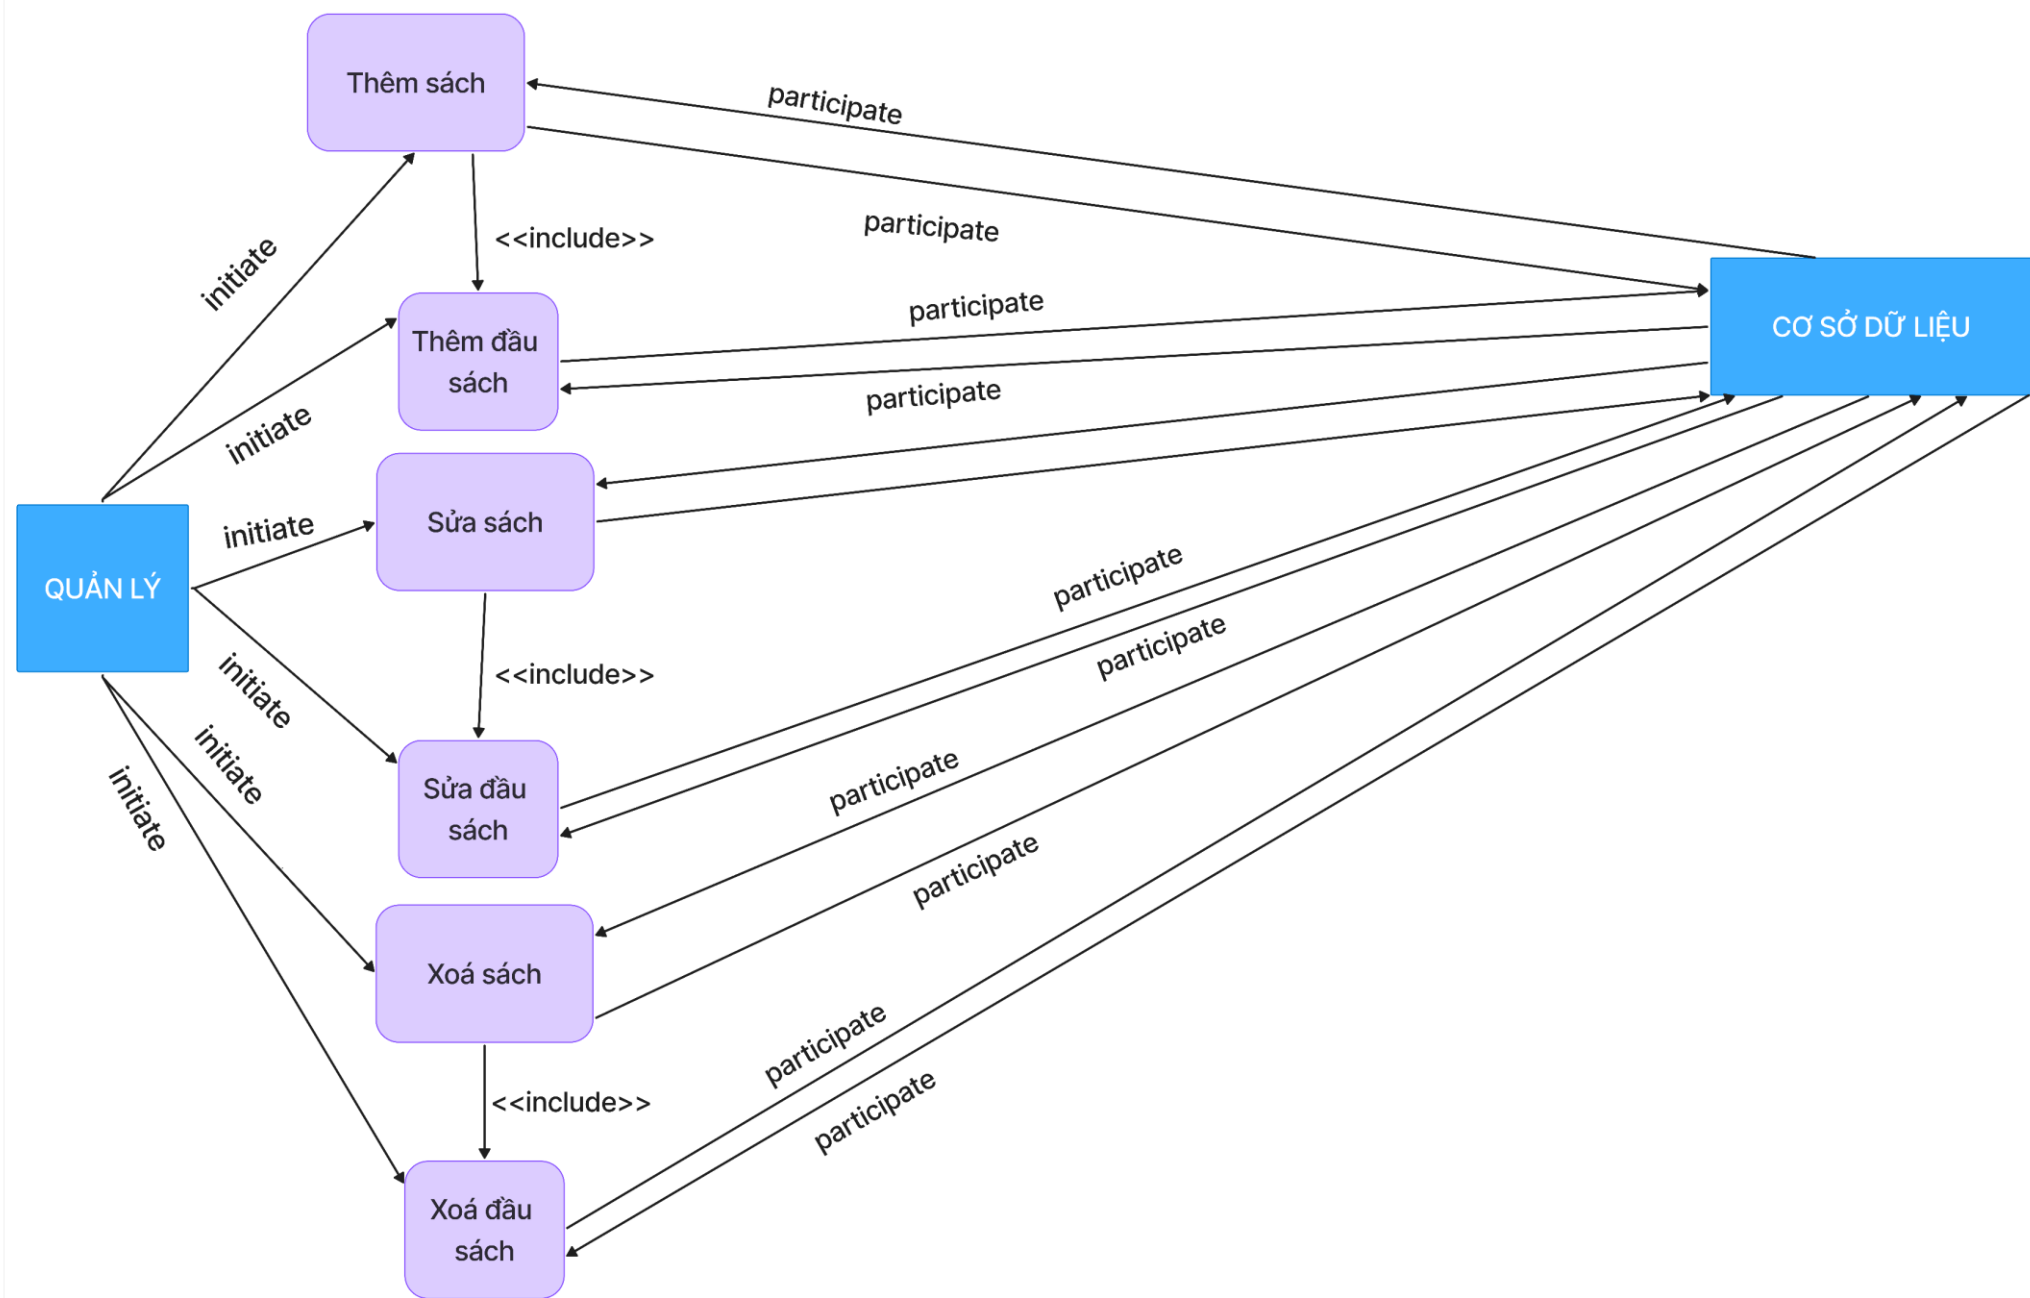 Thêm sách
participate
participate
initiate
<<include>>
participate
Thêm đầu
sách
CƠ SỞ DỮ LIỆU
participate
initiate
initiate
Sửa sách
QUẢN LÝ
participate
participate
initiate
<<include>>
initiate
participate
Sửa đầu
sách
initiate
participate
Xoá sách
participate
<<include>>
participate
Xoá đầu
sách